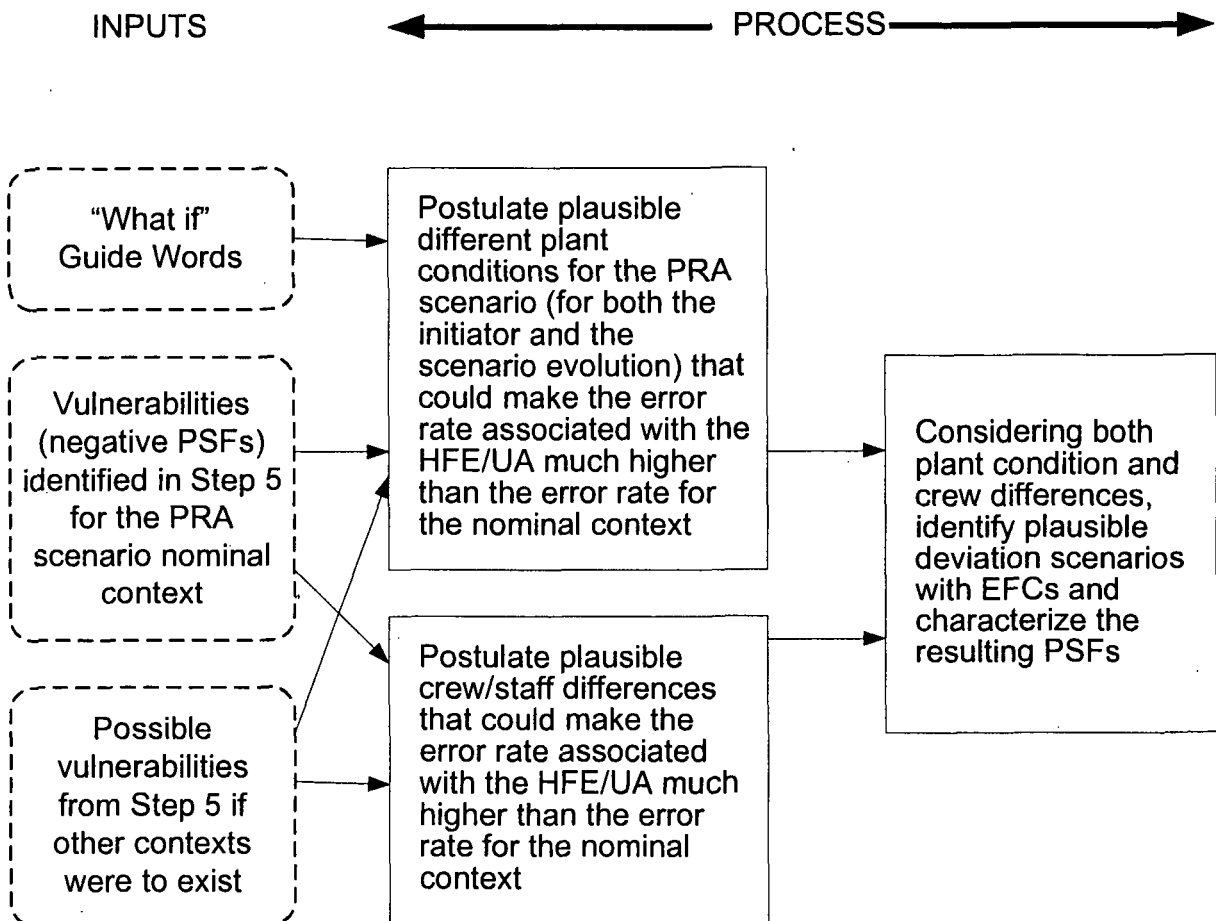 INPUTS
PROCESS
“What if”
Guide Words
Vulnerabilities
(negative PSFs)
identified in Step 5
for the PRA
scenario nominal
context
Possible
vulnerabilities
from Step 5 if
other contexts
were to exist
Postulate plausible
different plant
conditions for the PRA
scenario (for both the
initiator and the
scenario evolution) that
could make the error
rate associated with the
HFE/UA much higher
than the error rate for
the nominal context
Postulate plausible
crew/staff differences
that could make the
error rate associated
with the HFE/UA much
higher than the error
rate for the nominal
context
Considering both
plant condition and
crew differences,
identify plausible
deviation scenarios
with EFCs and
characterize the
resulting PSFs